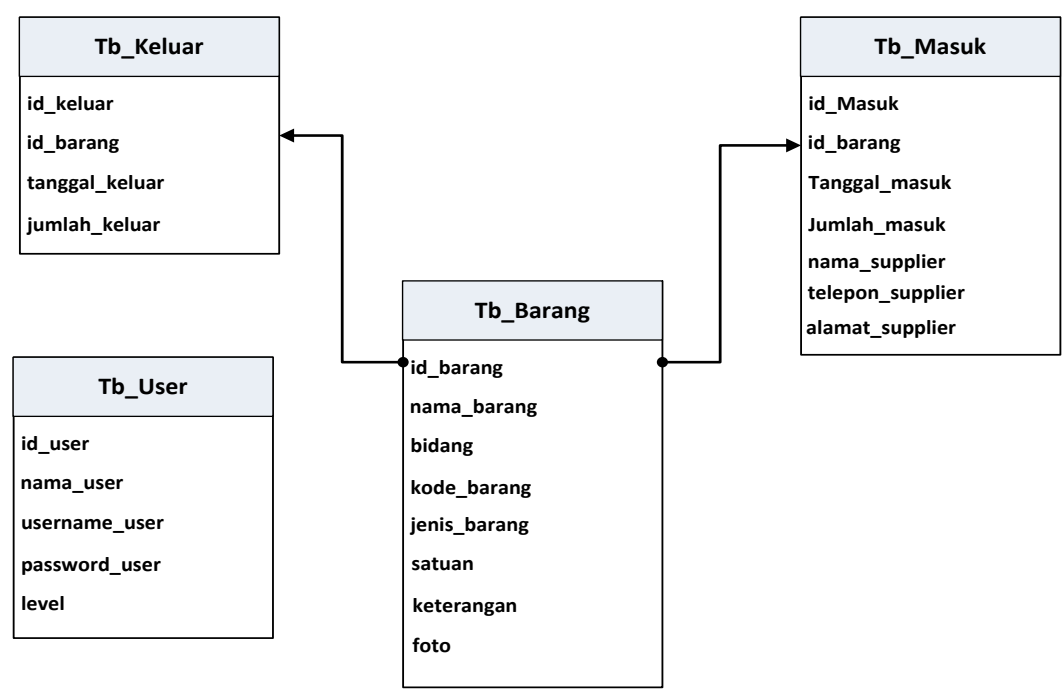 Tb_Keluar
id_keluar
id_barang
tanggal_keluar
jumlah_keluar
Tb_Masuk
id_Masuk
id_barang
Tanggal_masuk
Jumlah_masuk
nama_supplier
telepon_supplier
alamat_supplier
Tb_Barang
id_barang
nama_barang
bidang
kode_barang
jenis_barang
satuan
keterangan
foto
Tb_User
id_user
nama_user
username_user
password_user
level